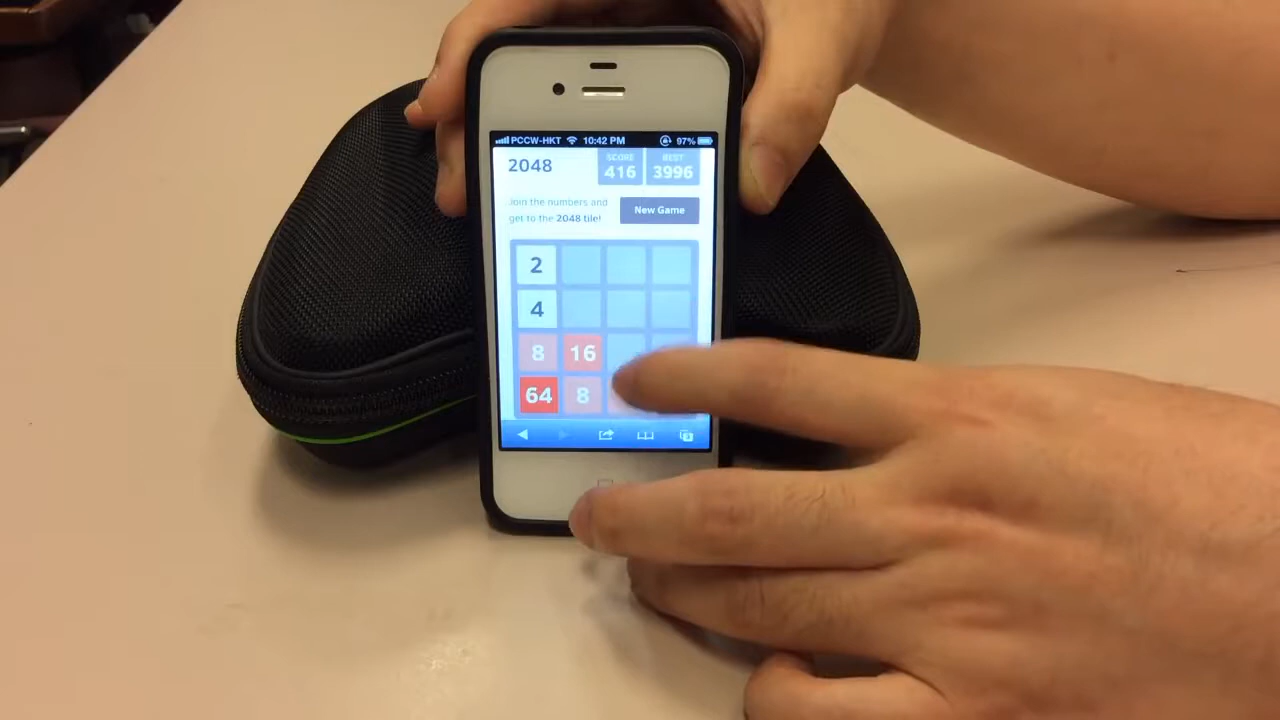 PCCW-HKT 10:42 PM 97%
2048
SCORE
416
BEST
3996
Join the numbers and
get to the 2048 tile!
New Game
2
4
8 16
64 8